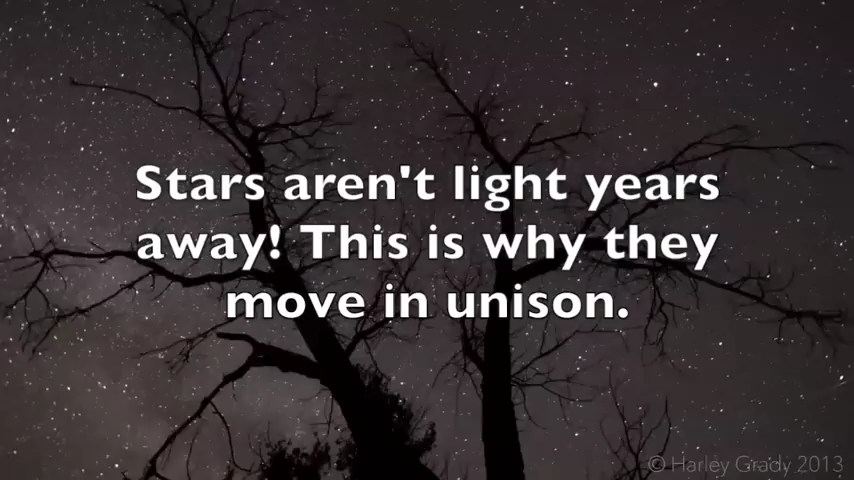 Stars aren't light years
away! This is why they
move in unison.
© Harley Grady 2013